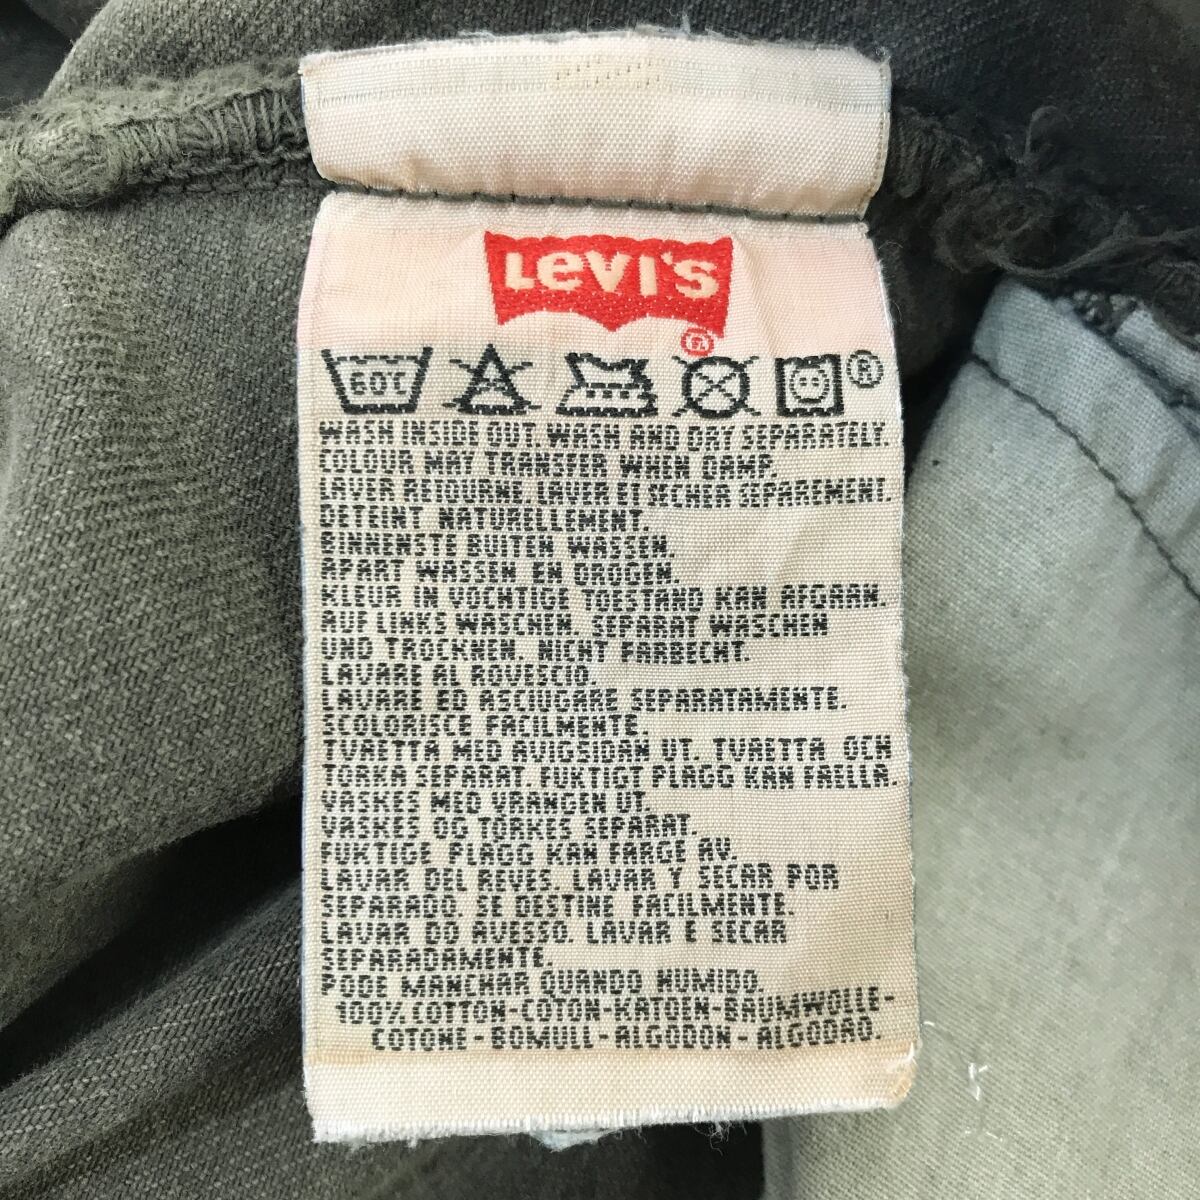 Levi's
®
60°C ®
WASH INSIDE OUT. WASH AND DRY SEPARATELY.
COLOUR MAY TRANSFER WHEN DAMP.
LAVER RETOURNE. LAVER ET SECHER SEPAREMENT.
DETEINT NATURELLEMENT.
BINNENSTE BUITEN WASSEN.
APART WASSEN EN DROGEN.
KLEUR IN VOCHTIGE TOESTAND KAN AFGAAN.
AUF LINKS WASCHEN. SEPARAT WASCHEN
UND TROCKNEN. NICHT FARBECHT.
LAVARE AL ROVESCIO.
LAVARE ED ASCIUGARE SEPARATAMENTE.
SCOLORISCE FACILMENTE.
TVAETTA MED AVIGSIDAN UT. TVAETTA OCH
TORKA SEPARAT. FUKTIGT PLAGG KAN FAELLA.
VASKES MED VRANGEN UT.
VASKES OG TORKES SEPARAT.
FUKTIGE PLAGG KAN FARGE AV.
LAVAR DEL REVES. LAVAR Y SECAR POR
SEPARADO. SE DESTINE FACILMENTE.
LAVAR DO AVESSO. LAVAR E SECAR
SEPARADAMENTE.
PODE MANCHAR QUANDO HUMIDO.
100% COTTON-COTON-KATOEN-BAUMWOLLE-
COTONE-BOMULL-ALGODON-ALGODAO.